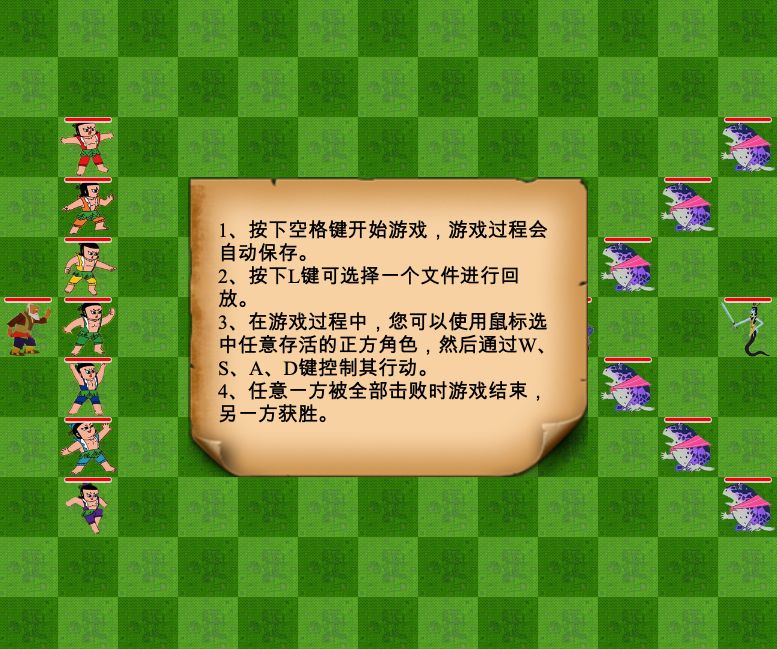 1、按下空格键开始游戏，游戏过程会
自动保存。
2、按下L键可选择一个文件进行回
放。
3、在游戏过程中，您可以使用鼠标选
中任意存活的正方角色，然后通过W、
S、A、D键控制其行动。
4、任意一方被全部击败时游戏结束，
另一方获胜。